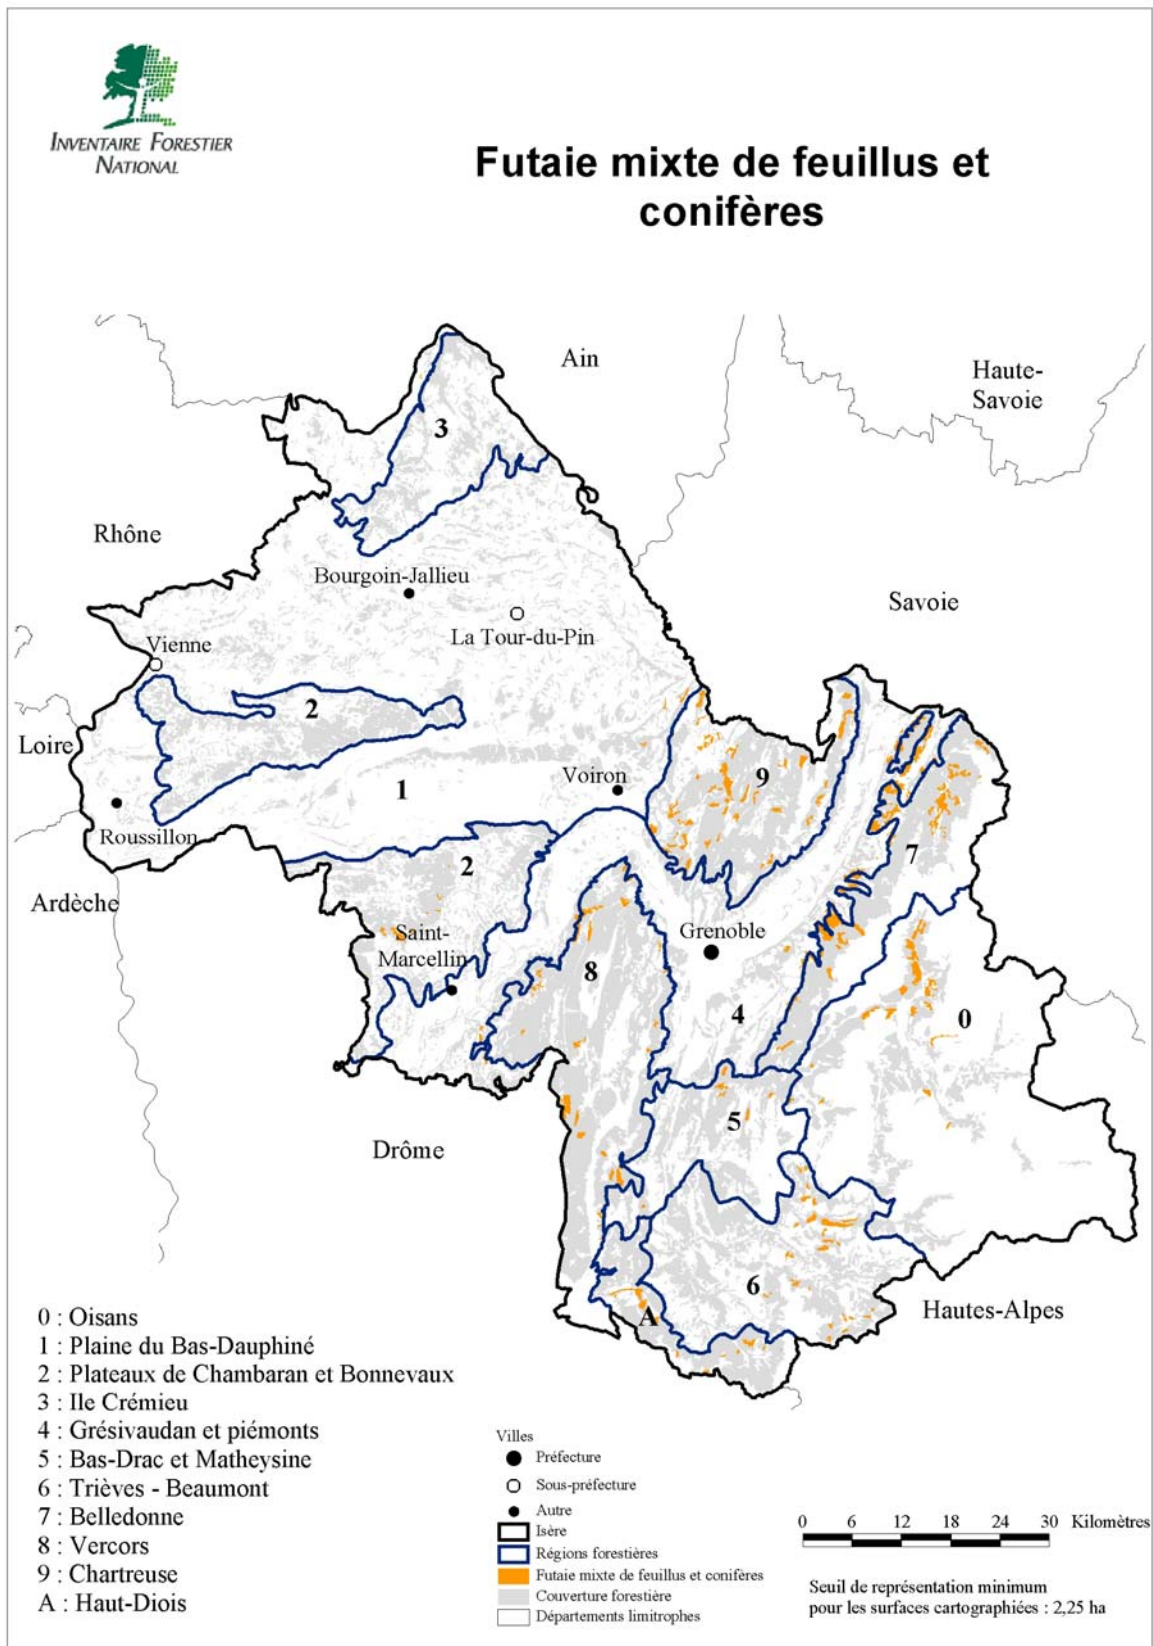 INVENTAIRE FORESTIER
NATIONAL
Futaie mixte de feuillus et
conifères
Ain
Haute-
Savoie
3
Rhône
Bourgoin-Jallieu
La Tour-du-Pin
Savoie
Vienne
2
Loire
1
Voiron
9
Roussillon
2
7
Ardèche
Saint-
Marcellin
Grenoble
8
4
0
5
Drôme
6
A
Hautes-Alpes
0 : Oisans
1 : Plaine du Bas-Dauphiné
2 : Plateaux de Chambaran et Bonnevaux
3 : Ile Crémieu
4 : Grésivaudan et piémonts
5 : Bas-Drac et Matheysine
6 : Trièves - Beaumont
7 : Belledonne
8 : Vercors
9 : Chartreuse
A : Haut-Diois
Villes
Préfecture
Sous-préfecture
Autre
Isère
Régions forestières
Futaie mixte de feuillus et conifères
Couverture forestière
Départements limitrophes
0 6 12 18 24 30 Kilomètres
Seuil de représentation minimum
pour les surfaces cartographiées : 2,25 ha